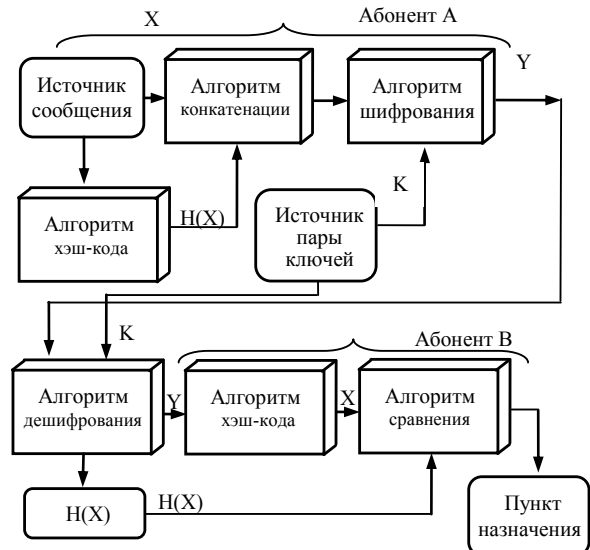 X
Абонент А
Y
Источник
сообщения
Алгоритм
конкатенации
Алгоритм
шифрования
K
Алгоритм
хэш-кода
H(X)
Источник
пары
ключей
K
Абонент В
Алгоритм
дешифрования
Y
Алгоритм
хэш-кода
X
Алгоритм
сравнения
H(X)
H(X)
Пункт
назначения